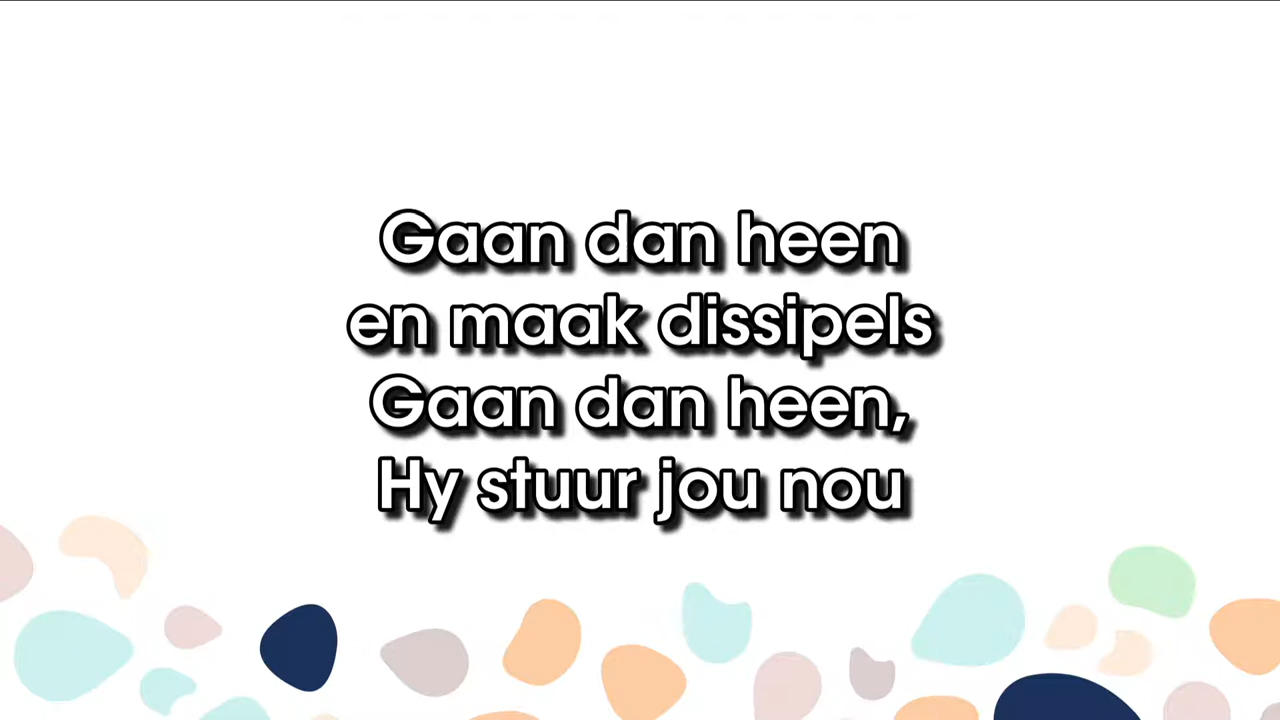 Gaan dan heen
en maak dissipels
Gaan dan heen,
Hy stuur jou nou